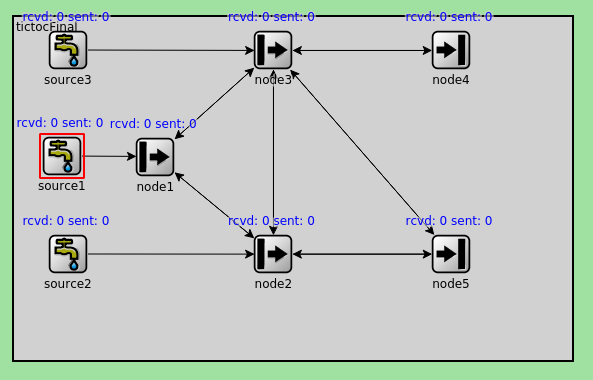 rcvd: 0 sent: 0
rcvd: 0 sent: 0
rcvd: 0 sent: 0
tictocFinal
source3
node3
node4
rcvd: 0 sent: 0
rcvd: 0 sent: 0
source1
node1
rcvd: 0 sent: 0
rcvd: 0 sent: 0
rcvd: 0 sent: 0
source2
node2
node5